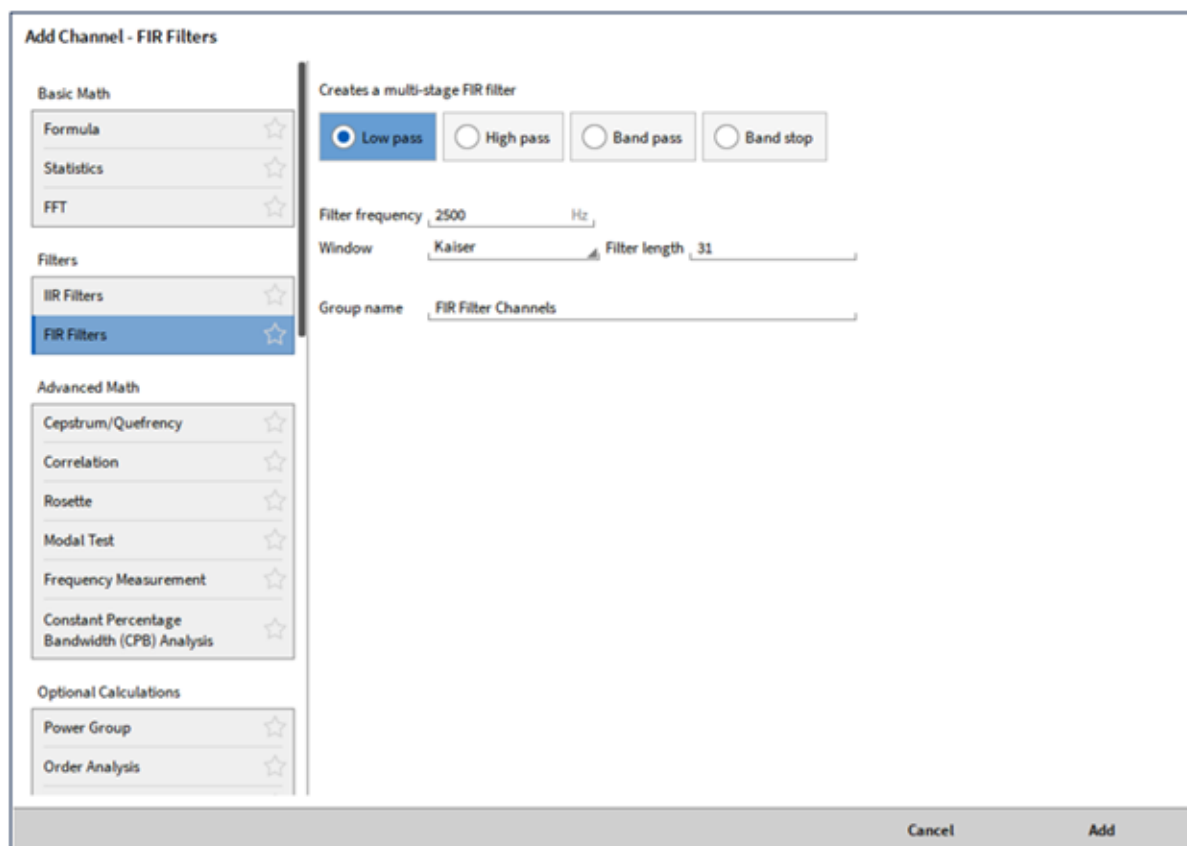 Add Channel - FIR Filters
Basic Math
Formula
Statistics
FFT
Filters
IIR Filters
FIR Filters
Advanced Math
Cepstrum/Quefrency
Correlation
Rosette
Modal Test
Frequency Measurement
Constant Percentage
Bandwidth (CPB) Analysis
Optional Calculations
Power Group
Order Analysis
Creates a multi-stage FIR filter
Low pass High pass Band pass Band stop
Filter frequency 2500 Hz
Window Kaiser Filter length 31
Group name FIR Filter Channels
Cancel Add